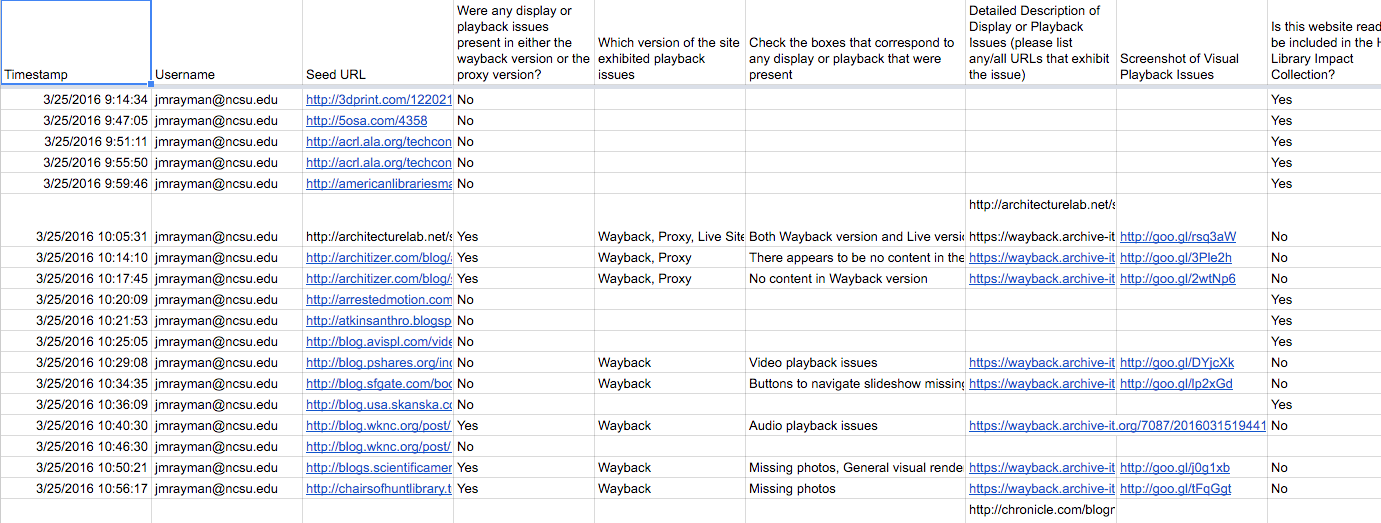 Timestamp
Username
Seed URL
Were any display or
playback issues
present in either the
wayback version or the
proxy version?
Which version of the site
exhibited playback
issues
Check the boxes that correspond to
any display or playback that were
present
Detailed Description of
Display or Playback
Issues (please list
any/all URLs that exhibit
the issue)
Screenshot of Visual
Playback Issues
Is this website read
be included in the H
Library Impact
Collection?
3/25/2016 9:14:34 jmrayman@ncsu.edu http://3dprint.com/122021 No Yes
3/25/2016 9:47:05 jmrayman@ncsu.edu http://5osa.com/4358 No Yes
3/25/2016 9:51:11 jmrayman@ncsu.edu http://acrl.ala.org/techcon No Yes
3/25/2016 9:55:50 jmrayman@ncsu.edu http://acrl.ala.org/techcon No Yes
3/25/2016 9:59:46 jmrayman@ncsu.edu http://americanlibrariesma No Yes
http://architecturelab.net/s
3/25/2016 10:05:31 jmrayman@ncsu.edu http://architecturelab.net/s Yes Wayback, Proxy, Live Site Both Wayback version and Live versic https://wayback.archive-it http://goo.gl/rsq3aW No
3/25/2016 10:14:10 jmrayman@ncsu.edu http://architizer.com/blog/ Yes Wayback, Proxy There appears to be no content in the https://wayback.archive-it http://goo.gl/3Ple2h No
3/25/2016 10:17:45 jmrayman@ncsu.edu http://architizer.com/blog/ Yes Wayback, Proxy No content in Wayback version https://wayback.archive-it http://goo.gl/2wtNp6 No
3/25/2016 10:20:09 jmrayman@ncsu.edu http://arrestedmotion.com No Yes
3/25/2016 10:21:53 jmrayman@ncsu.edu http://atkinsanthro.blogsp No Yes
3/25/2016 10:25:05 jmrayman@ncsu.edu http://blog.avispl.com/vide No Yes
3/25/2016 10:29:08 jmrayman@ncsu.edu http://blog.pshares.org/inc No Wayback Video playback issues https://wayback.archive-it http://goo.gl/DYjcXk No
3/25/2016 10:34:35 jmrayman@ncsu.edu http://blog.sfgate.com/boo No Wayback Buttons to navigate slideshow missing https://wayback.archive-it http://goo.gl/Ip2xGd No
3/25/2016 10:36:09 jmrayman@ncsu.edu http://blog.usa.skanska.co No Yes
3/25/2016 10:40:30 jmrayman@ncsu.edu http://blog.wknc.org/post/ Yes Wayback Audio playback issues https://wayback.archive-it.org/7087/2016031519441 No
3/25/2016 10:46:30 jmrayman@ncsu.edu http://blog.wknc.org/post/ No
3/25/2016 10:50:21 jmrayman@ncsu.edu http://blogs.scientificamer Yes Wayback Missing photos, General visual rende https://wayback.archive-it http://goo.gl/j0g1xb No
3/25/2016 10:56:17 jmrayman@ncsu.edu http://chairsofhuntlibrary.t Yes Wayback Missing photos https://wayback.archive-it http://goo.gl/tFqGgt No
http://chronicle.com/blogn